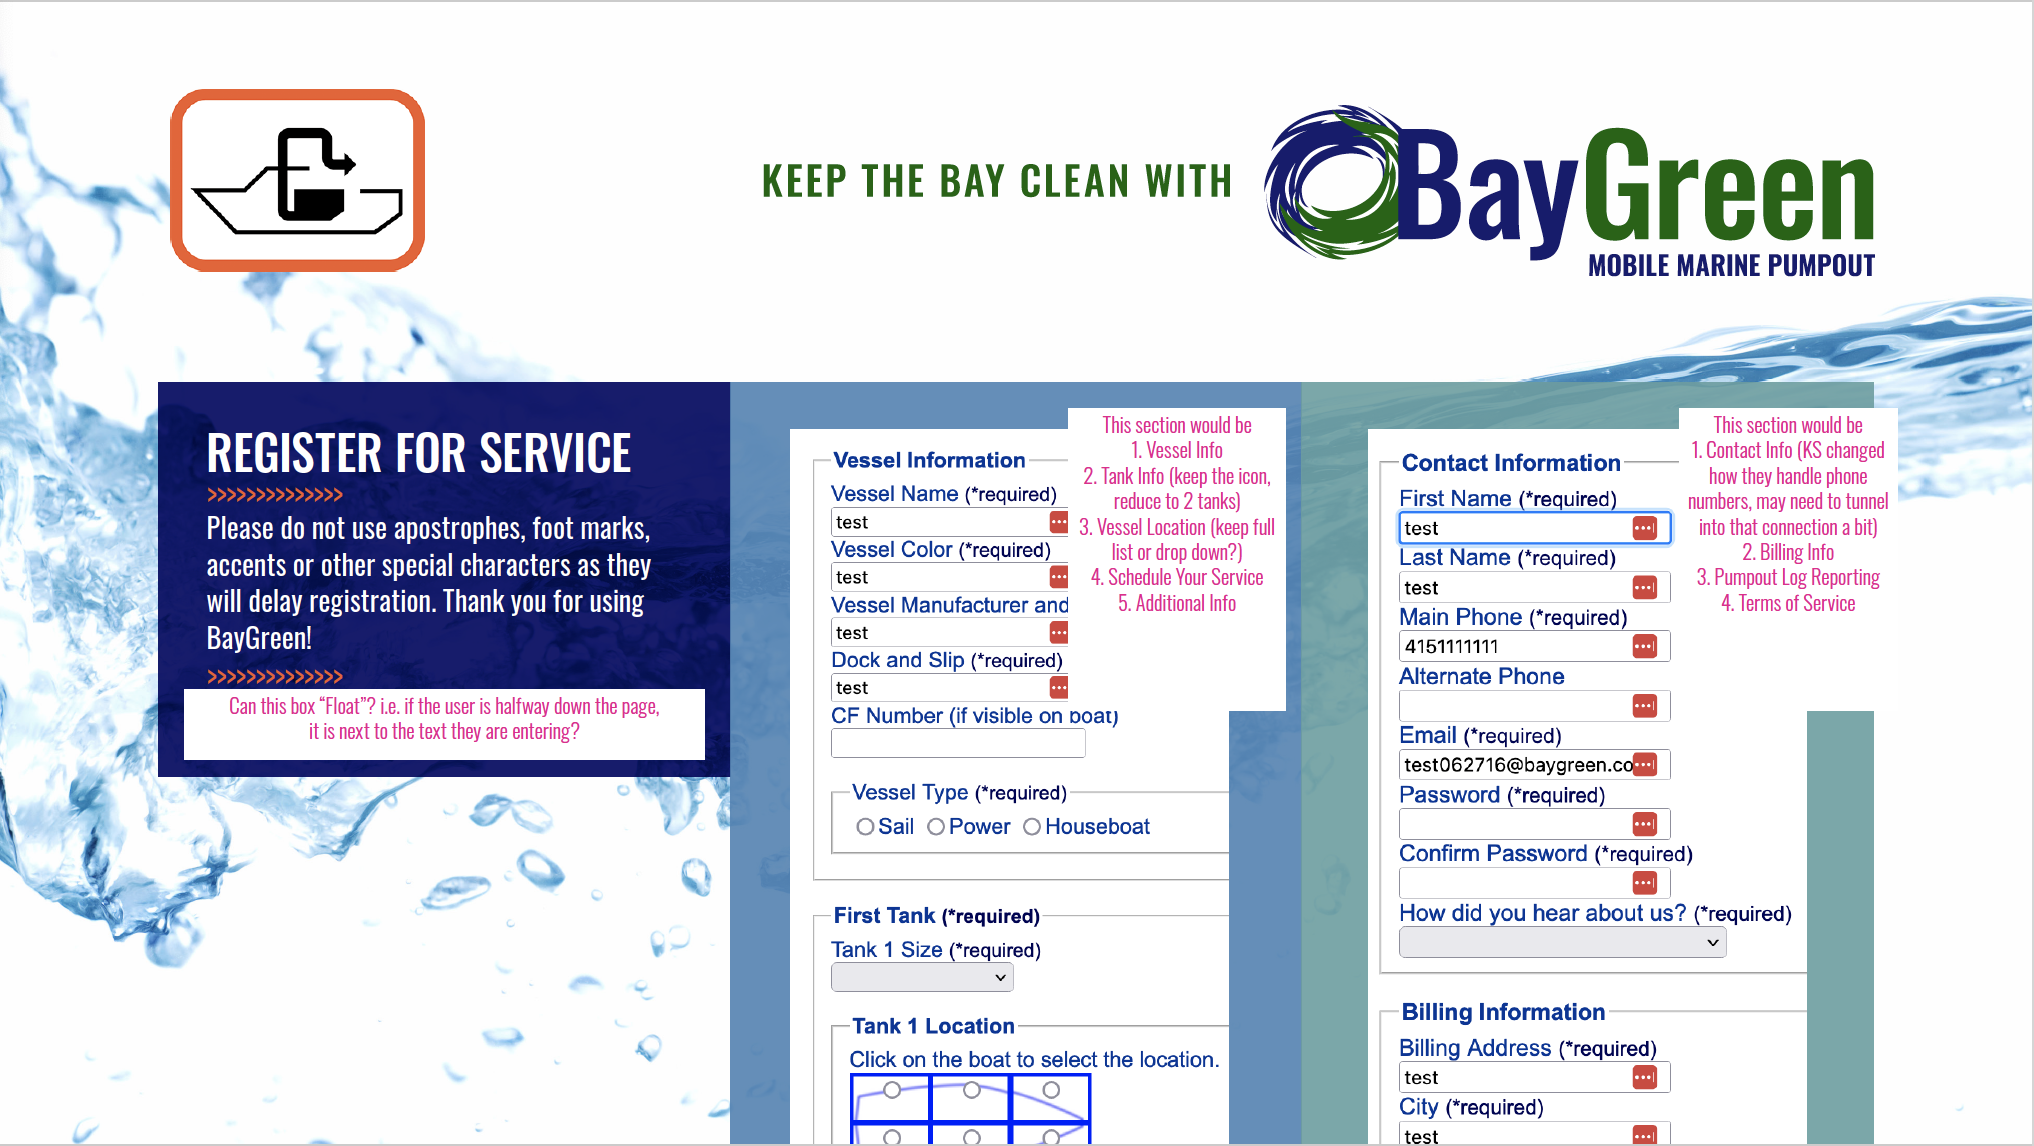 KEEP THE BAY CLEAN WITH
BayGreen
MOBILE MARINE PUMPOUT
REGISTER FOR SERVICE
>>>>>>>>>>>>>>
Please do not use apostrophes, foot marks,
accents or other special characters as they
will delay registration. Thank you for using
BayGreen!
>>>>>>>>>>>>>>
Can this box “Float”? i.e. if the user is halfway down the page,
it is next to the text they are entering?
Vessel Information
Vessel Name (*required)
test
Vessel Color (*required)
test
Vessel Manufacturer and
test
Dock and Slip (*required)
test
CF Number (if visible on boat)
Vessel Type (*required)
Sail Power Houseboat
First Tank (*required)
Tank 1 Size (*required)
Tank 1 Location
Click on the boat to select the location.
This section would be
1. Vessel Info
2. Tank Info (keep the icon,
reduce to 2 tanks)
3. Vessel Location (keep full
list or drop down?)
4. Schedule Your Service
5. Additional Info
Contact Information
First Name (*required)
test
Last Name (*required)
test
Main Phone (*required)
4151111111
Alternate Phone
Email (*required)
test062716@baygreen.co
Password (*required)
Confirm Password (*required)
How did you hear about us? (*required)
Billing Information
Billing Address (*required)
test
City (*required)
test
This section would be
1. Contact Info (KS changed
how they handle phone
numbers, may need to tunnel
into that connection a bit)
2. Billing Info
3. Pumpout Log Reporting
4. Terms of Service